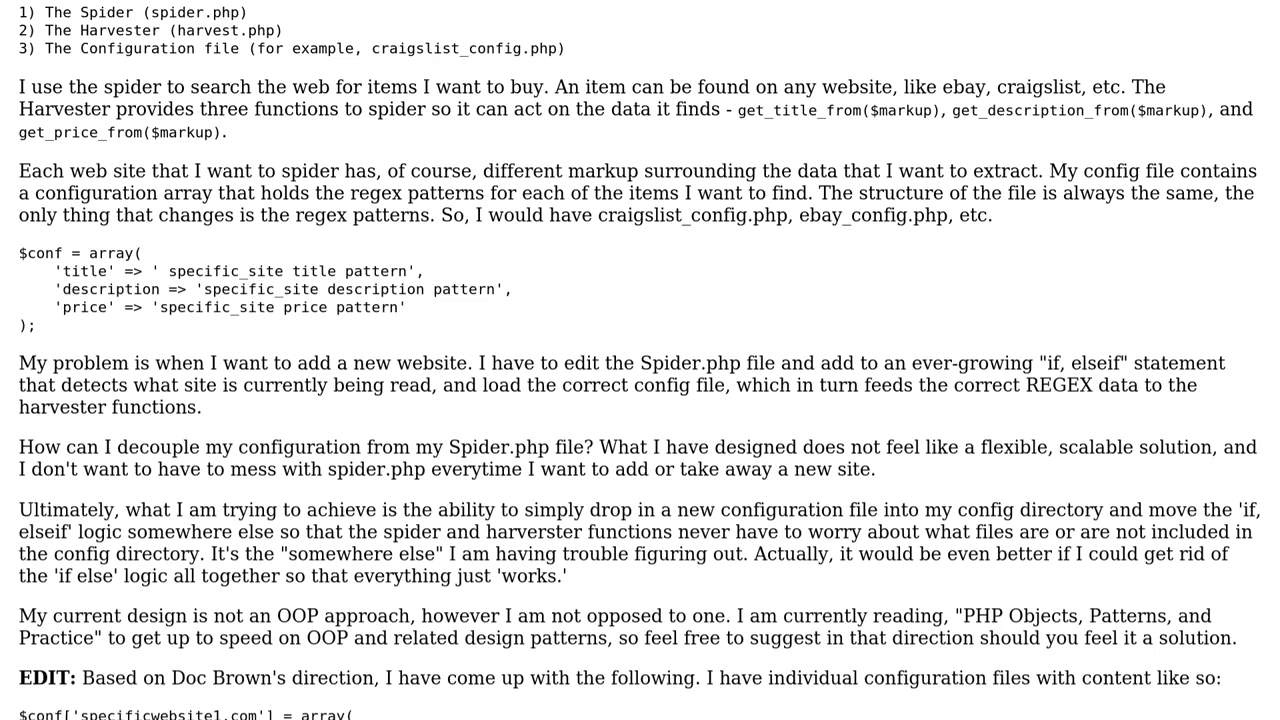 1) The Spider (spider.php)
2) The Harvester (harvest.php)
3) The Configuration file (for example, craigslist_config.php)
I use the spider to search the web for items I want to buy. An item can be found on any website, like ebay, craigslist, etc. The
Harvester provides three functions to spider so it can act on the data it finds - get_title_from($markup), get_description_from($markup), and
get_price_from($markup).
Each web site that I want to spider has, of course, different markup surrounding the data that I want to extract. My config file contains
a configuration array that holds the regex patterns for each of the items I want to find. The structure of the file is always the same, the
only thing that changes is the regex patterns. So, I would have craigslist_config.php, ebay_config.php, etc.
$conf = array(
    'title' => ' specific_site title pattern',
    'description => 'specific_site description pattern',
    'price' => 'specific_site price pattern'
);
My problem is when I want to add a new website. I have to edit the Spider.php file and add to an ever-growing "if, elseif" statement
that detects what site is currently being read, and load the correct config file, which in turn feeds the correct REGEX data to the
harvester functions.
How can I decouple my configuration from my Spider.php file? What I have designed does not feel like a flexible, scalable solution, and
I don't want to have to mess with spider.php everytime I want to add or take away a new site.
Ultimately, what I am trying to achieve is the ability to simply drop in a new configuration file into my config directory and move the 'if,
elseif' logic somewhere else so that the spider and harverster functions never have to worry about what files are or are not included in
the config directory. It's the "somewhere else" I am having trouble figuring out. Actually, it would be even better if I could get rid of
the 'if else' logic all together so that everything just 'works.'
My current design is not an OOP approach, however I am not opposed to one. I am currently reading, "PHP Objects, Patterns, and
Practice" to get up to speed on OOP and related design patterns, so feel free to suggest in that direction should you feel it a solution.
EDIT: Based on Doc Brown's direction, I have come up with the following. I have individual configuration files with content like so:
$conf['specificwebsite1.com'] = array(